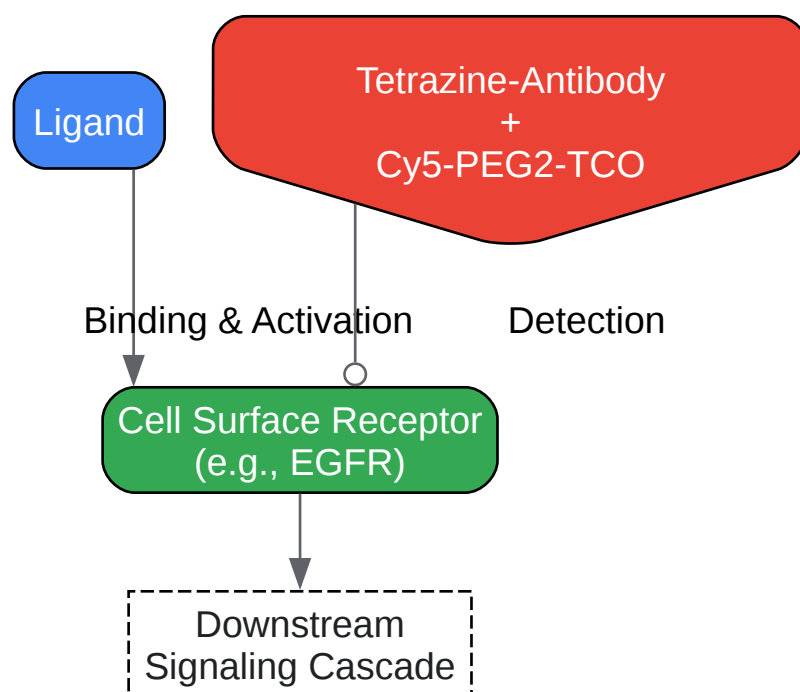 Ligand
Tetrazine-Antibody
+
Cy5-PEG2-TCO
Binding & Activation
Detection
Cell Surface Receptor
(e.g., EGFR)
Downstream
Signaling Cascade